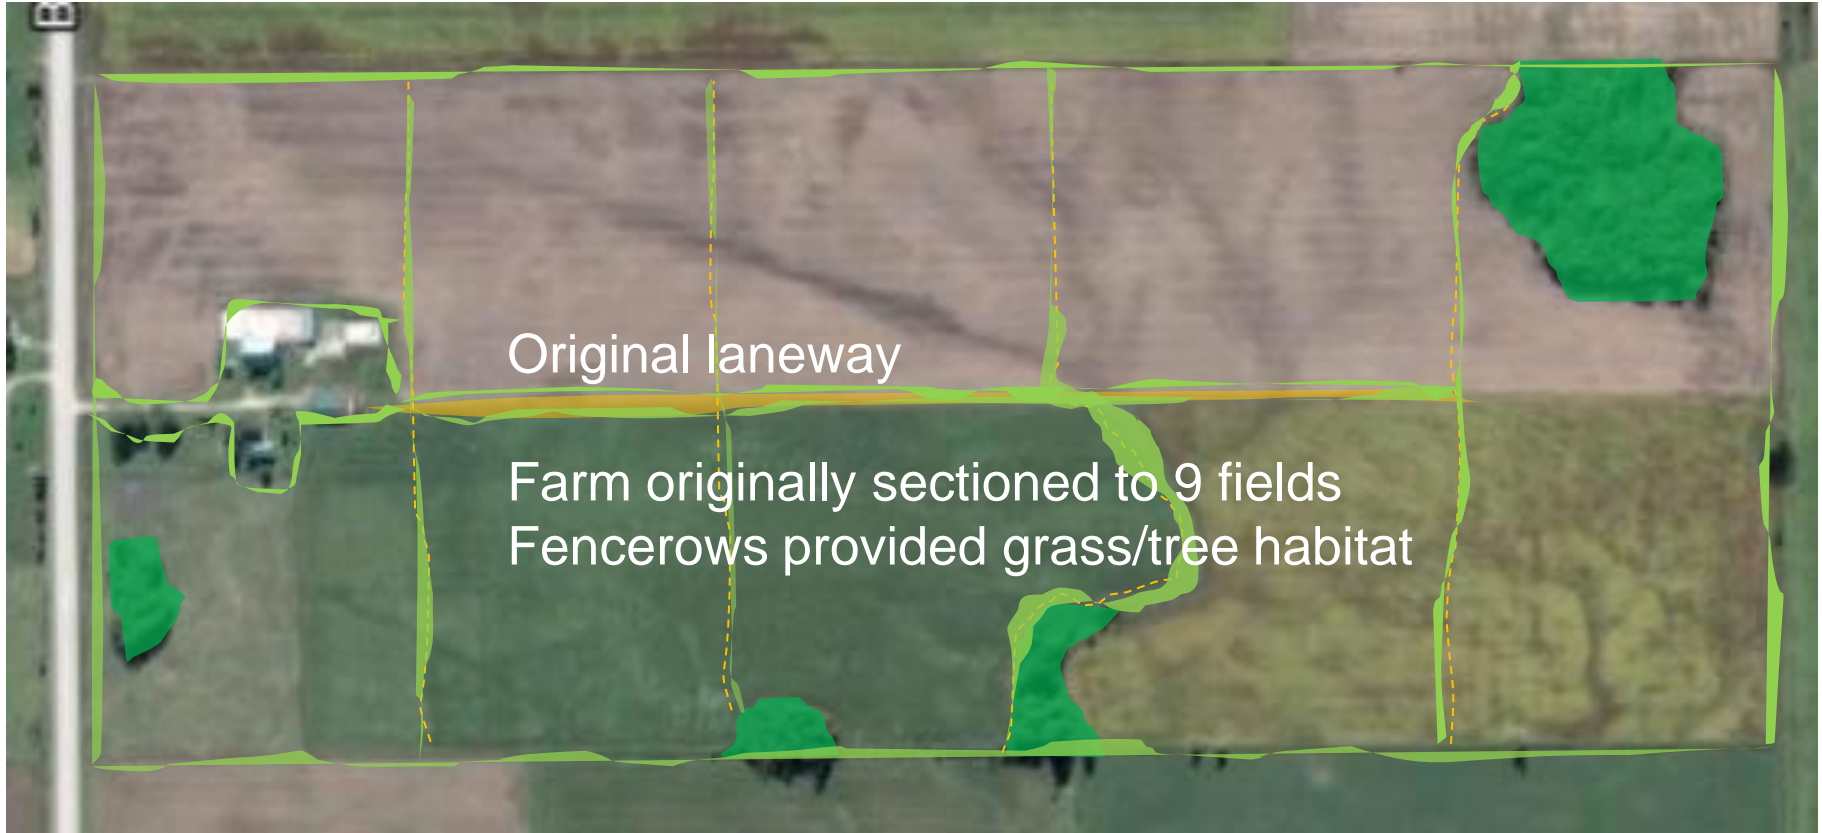 B
Original laneway
Farm originally sectioned to 9 fields
Fencerows provided grass/tree habitat